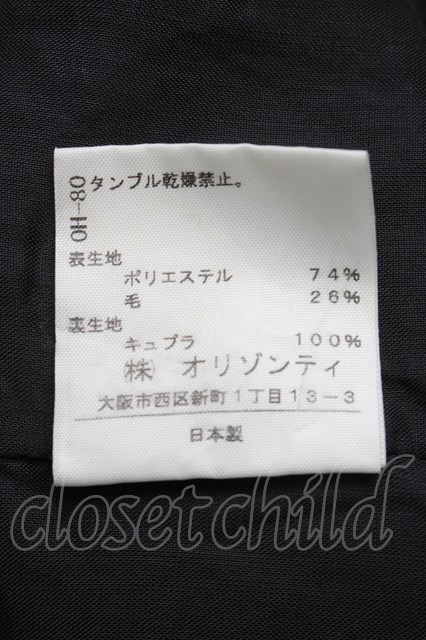 タンブル乾燥禁止。
OH-80
表生地
ポリエステル 74%
毛 26%
裏生地
キュプラ 100%
㈱ オリゾンティ
大阪市西区新町1丁目13-3
日本製
closet child